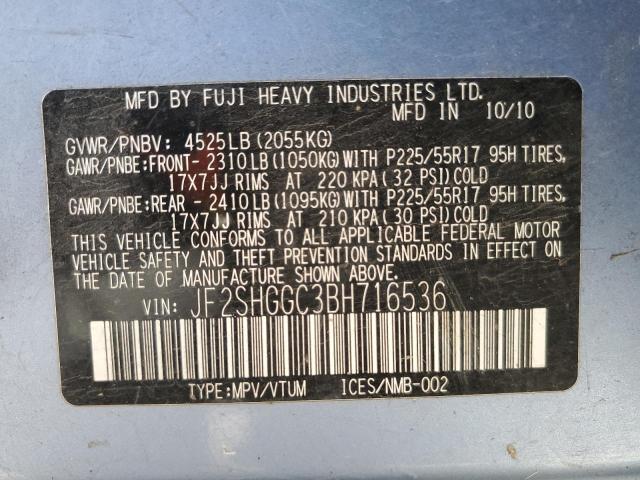 MFD BY FUJI HEAVY INDUSTRIES LTD.
MFD IN 10/10
GVWR/PNBV: 4525LB(2055KG)
GAWR/PNBE:FRONT-2310LB(1050KG)WITH P225/55R17 95H TIRES,
17X7JJ RIMS AT 220 KPA(32 PSI)COLD
GAWR/PNBE:REAR -2410LB(1095KG)WITH P225/55R17 95H TIRES,
17X7JJ RIMS AT 210 KPA(30 PSI)COLD
THIS VEHICLE CONFORMS TO ALL APPLICABLE FEDERAL MOTOR
VEHICLE SAFETY AND THEFT PREVENTION STANDARDS IN EFFECT ON
THE DATE OF MANUFACTURE SHOWN ABOVE.
VIN: JF2SHGGC3BH716536
TYPE:MPV/VTUM ICES/NMB-002